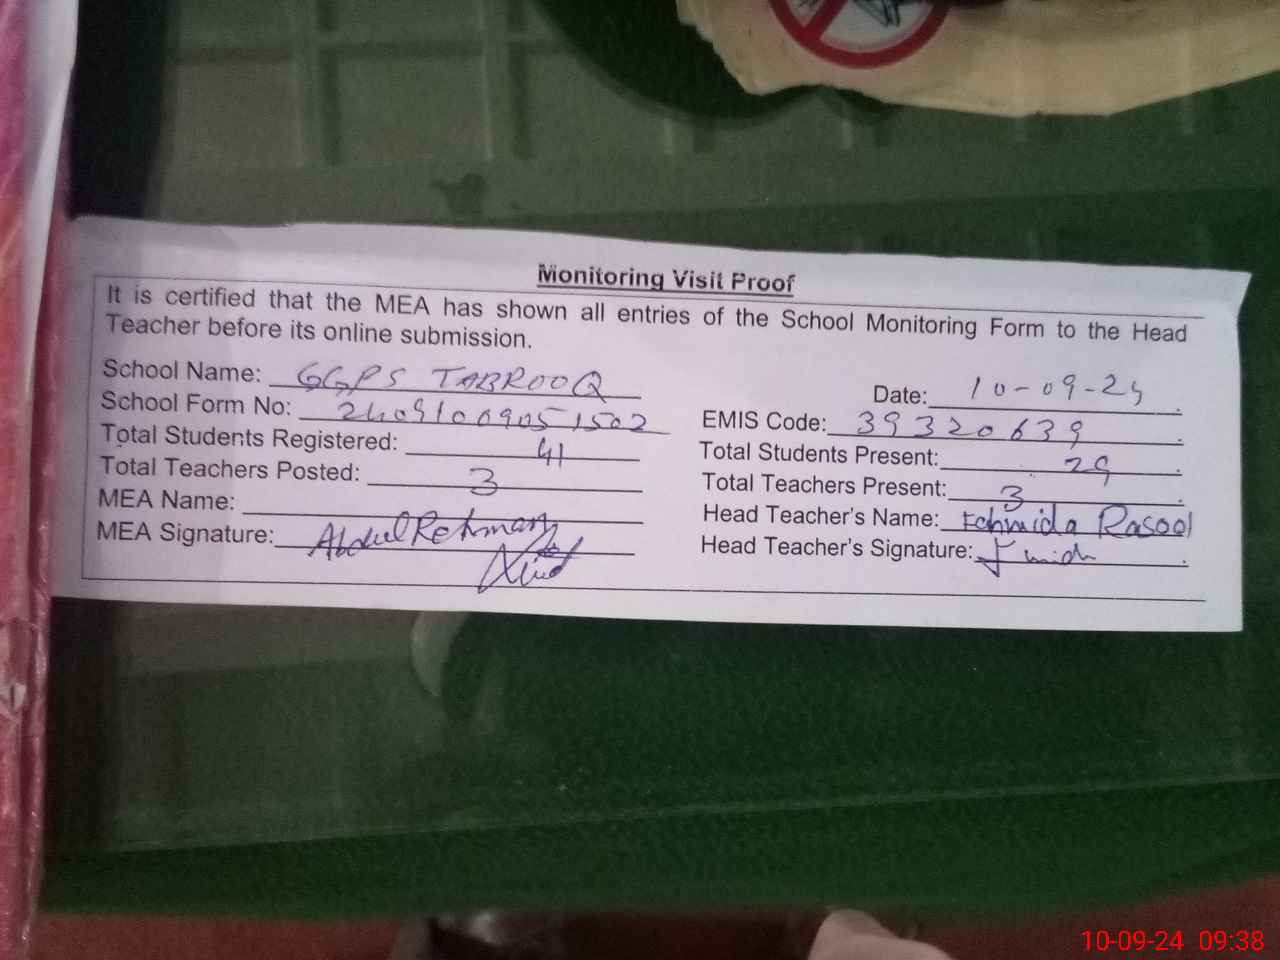 Monitoring Visit Proof
It is certified that the MEA has shown all entries of the School Monitoring Form to the Head
Teacher before its online submission.
School Name: GGPS TABROOQ
Date: 10-09-24
School Form No: 24091009051502
EMIS Code: 39320639
Total Students Registered: 41
Total Students Present: 29
Total Teachers Posted: 3
Total Teachers Present: 3
MEA Name: Abdul Rehman
Head Teacher's Name: Fahmida Rasool
MEA Signature:
Head Teacher's Signature:
10-09-24 09:38